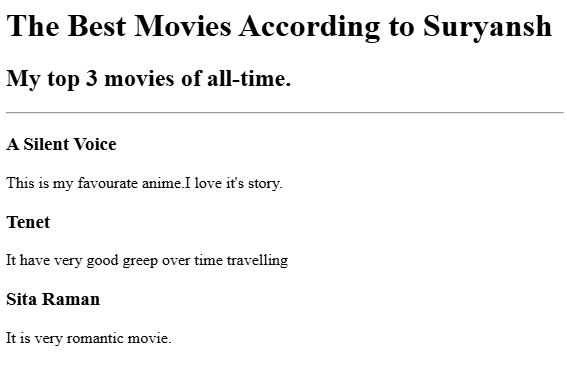 The Best Movies According to Suryansh
My top 3 movies of all-time.
A Silent Voice
This is my favourate anime.I love it's story.
Tenet
It have very good greep over time travelling
Sita Raman
It is very romantic movie.